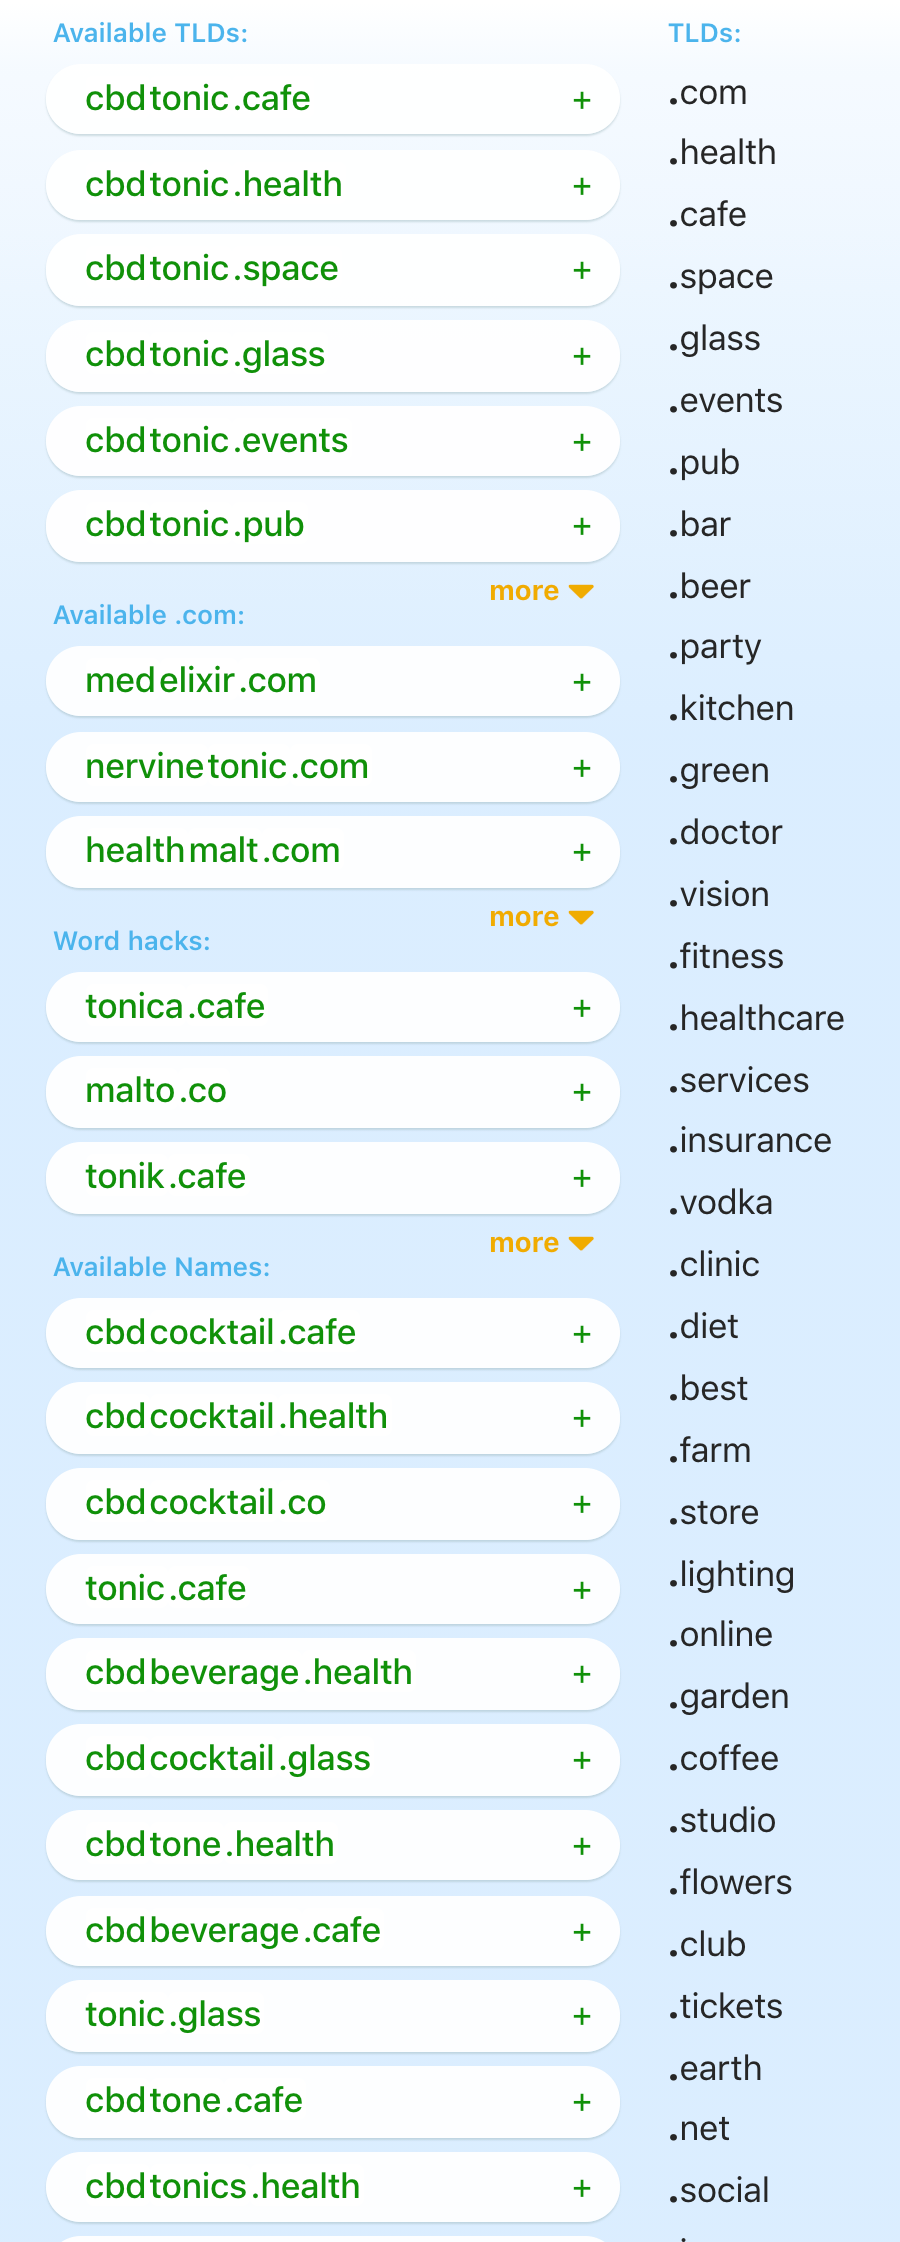 Available TLDs:
cbdtonic.cafe +
cbdtonic.health +
cbdtonic.space +
cbdtonic.glass +
cbdtonic.events +
cbdtonic.pub +
more
Available .com:
medelixir.com +
nervinetonic.com +
healthmalt.com +
more
Word hacks:
tonica.cafe +
malto.co +
tonik.cafe +
more
Available Names:
cbdcocktail.cafe +
cbdcocktail.health +
cbdcocktail.co +
tonic.cafe +
cbdbeverage.health +
cbdcocktail.glass +
cbdtone.health +
cbdbeverage.cafe +
tonic.glass +
cbdtone.cafe +
cbdtonics.health +
TLDs:
.com
.health
.cafe
.space
.glass
.events
.pub
.bar
.beer
.party
.kitchen
.green
.doctor
.vision
.fitness
.healthcare
.services
.insurance
.vodka
.clinic
.diet
.best
.farm
.store
.lighting
.online
.garden
.coffee
.studio
.flowers
.club
.tickets
.earth
.net
.social